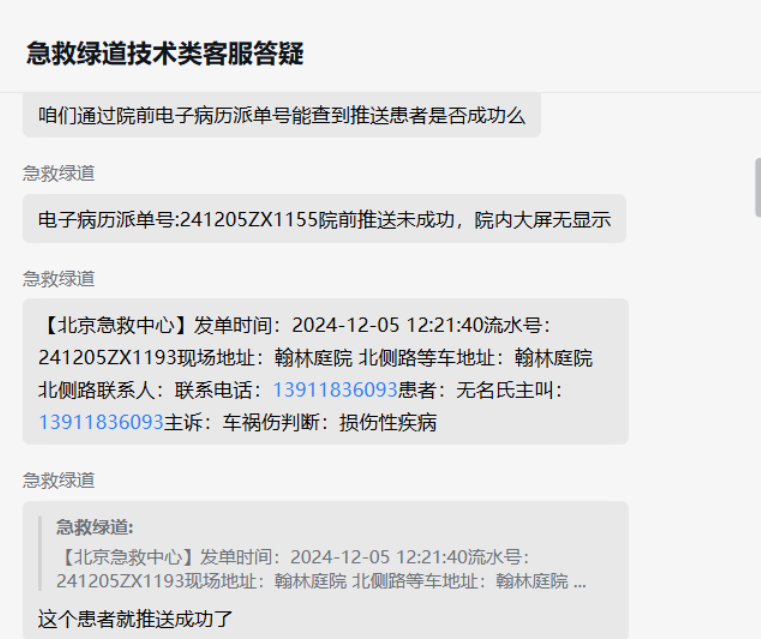 急救绿道技术类客服答疑
咱们通过院前电子病历派单号能查到推送患者是否成功么
急救绿道
电子病历派单号:241205ZX1155院前推送未成功，院内大屏无显示
急救绿道
【北京急救中心】发单时间：2024-12-05 12:21:40流水号：
241205ZX1193现场地址：翰林庭院 北侧路等车地址：翰林庭院
北侧路联系人：联系电话：13911836093患者：无名氏主叫：
13911836093主诉：车祸伤判断：损伤性疾病
急救绿道
急救绿道:
【北京急救中心】发单时间：2024-12-05 12:21:40流水号：
241205ZX1193现场地址：翰林庭院 北侧路等车地址：翰林庭院 ...
这个患者就推送成功了